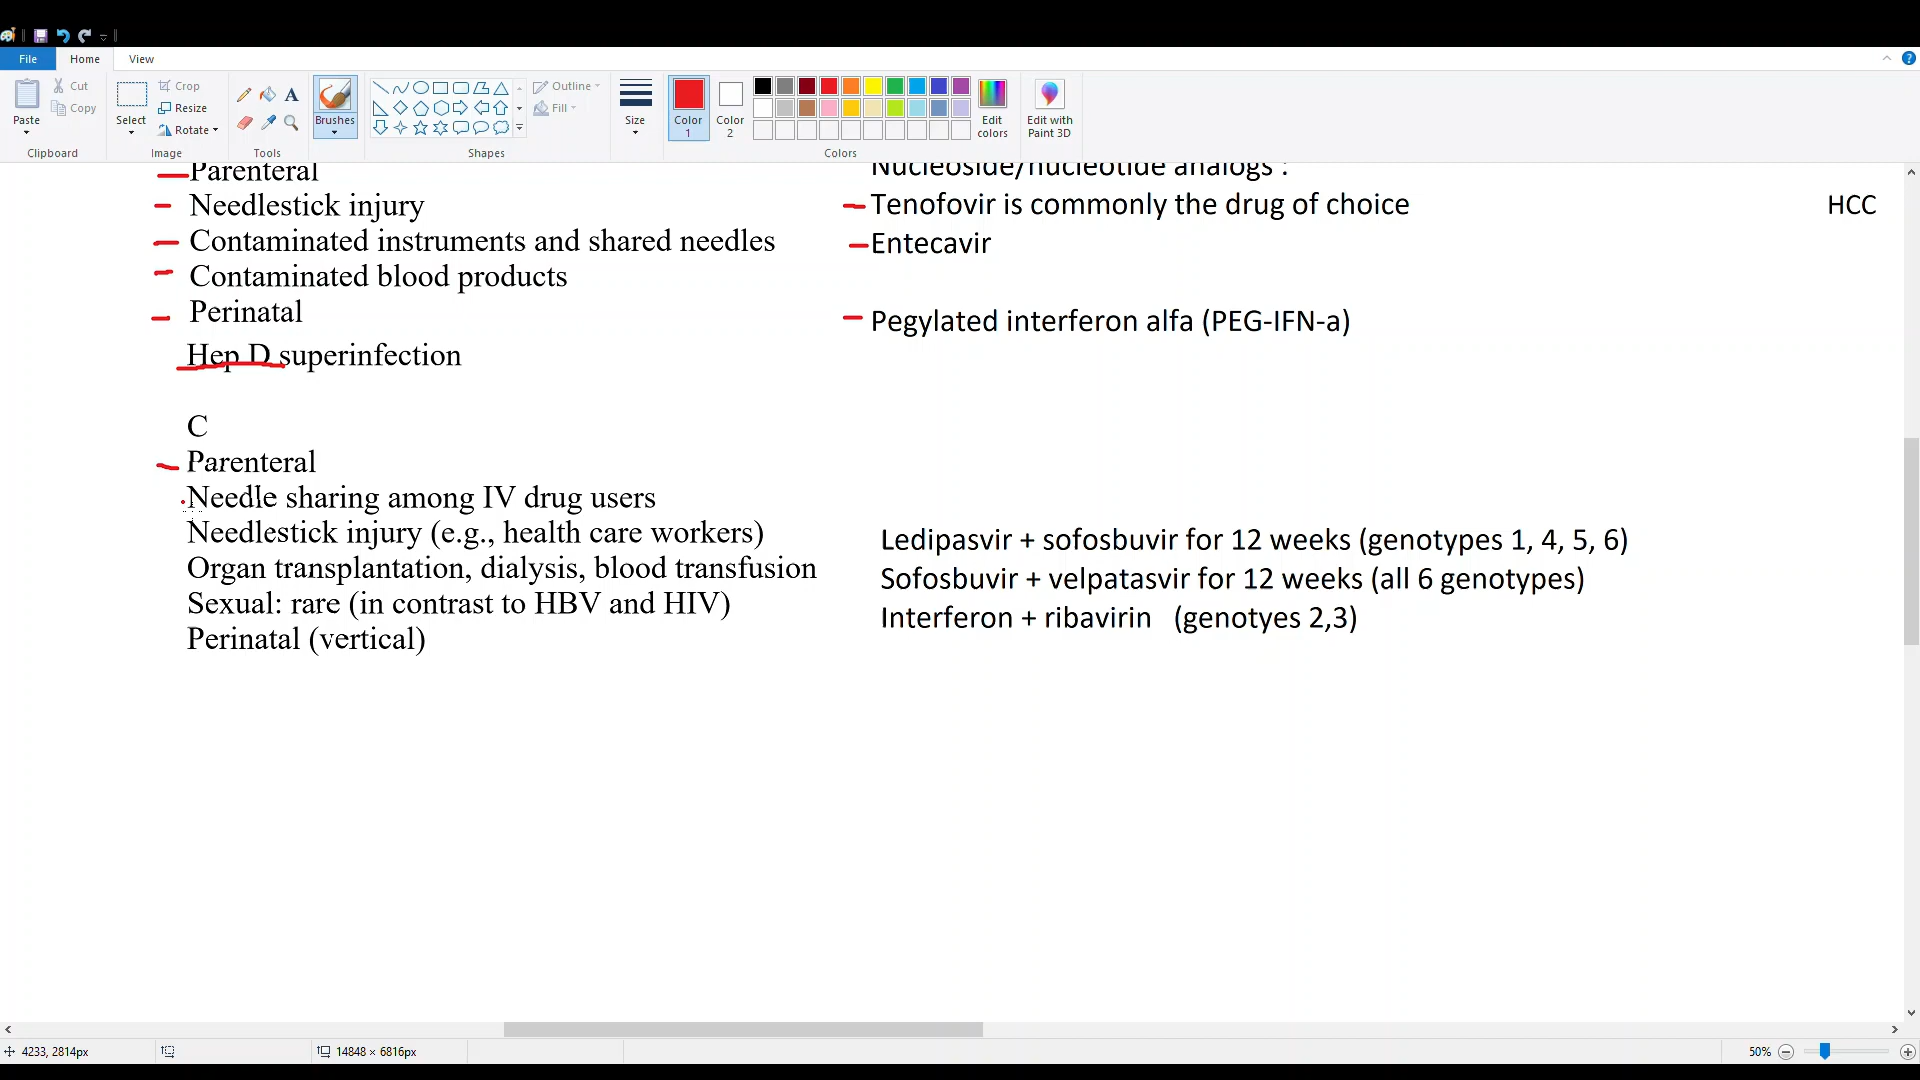 File Home View
Paste Cut Copy Select Crop Resize Rotate Brushes Outline Fill Size Color 1 Color 2 Edit colors Edit with Paint 3D
Clipboard Image Tools Shapes Colors
Parenteral
Needlestick injury
Contaminated instruments and shared needles
Contaminated blood products
Perinatal
Hep D superinfection
C
Parenteral
Needle sharing among IV drug users
Needlestick injury (e.g., health care workers)
Organ transplantation, dialysis, blood transfusion
Sexual: rare (in contrast to HBV and HIV)
Perinatal (vertical)
Nucleoside/nucleotide analogs :
Tenofovir is commonly the drug of choice
Entecavir
Pegylated interferon alfa (PEG-IFN-a)
Ledipasvir + sofosbuvir for 12 weeks (genotypes 1, 4, 5, 6)
Sofosbuvir + velpatasvir for 12 weeks (all 6 genotypes)
Interferon + ribavirin (genotyes 2,3)
HCC
4233, 2814px 14848 × 6816px 50%